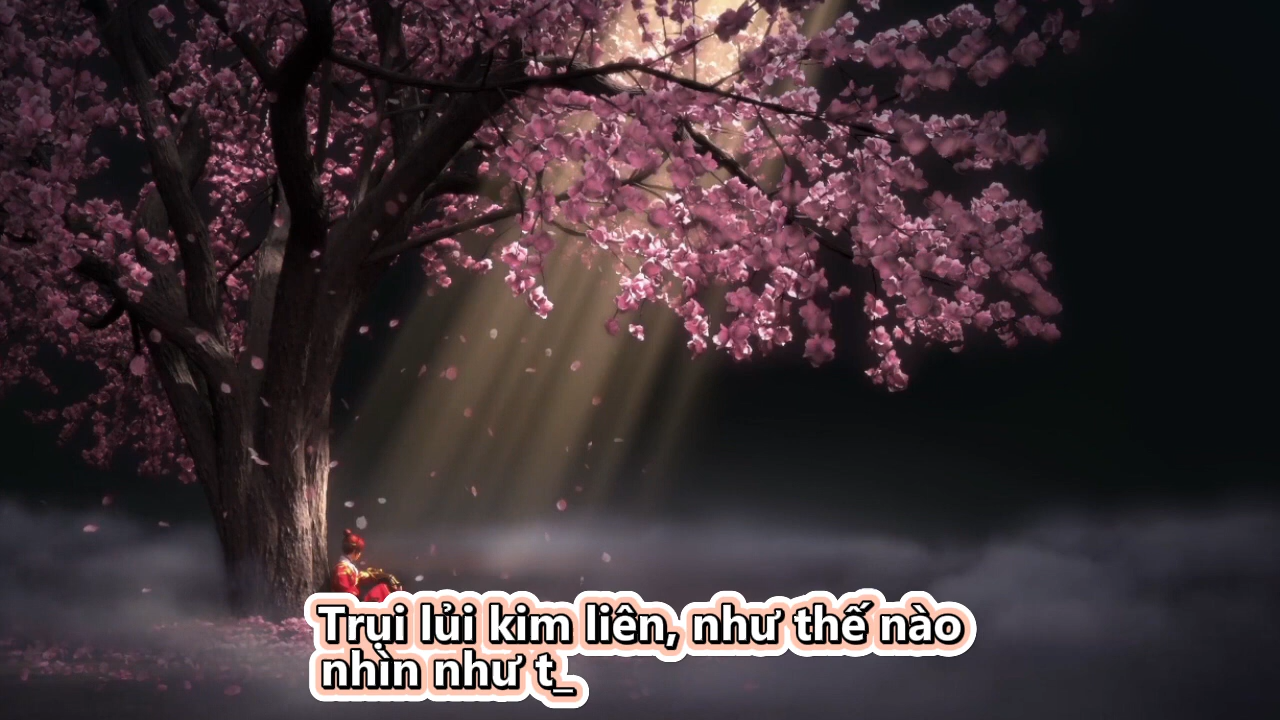 Trụi lủi kim liên, như thế nào
nhìn như t_